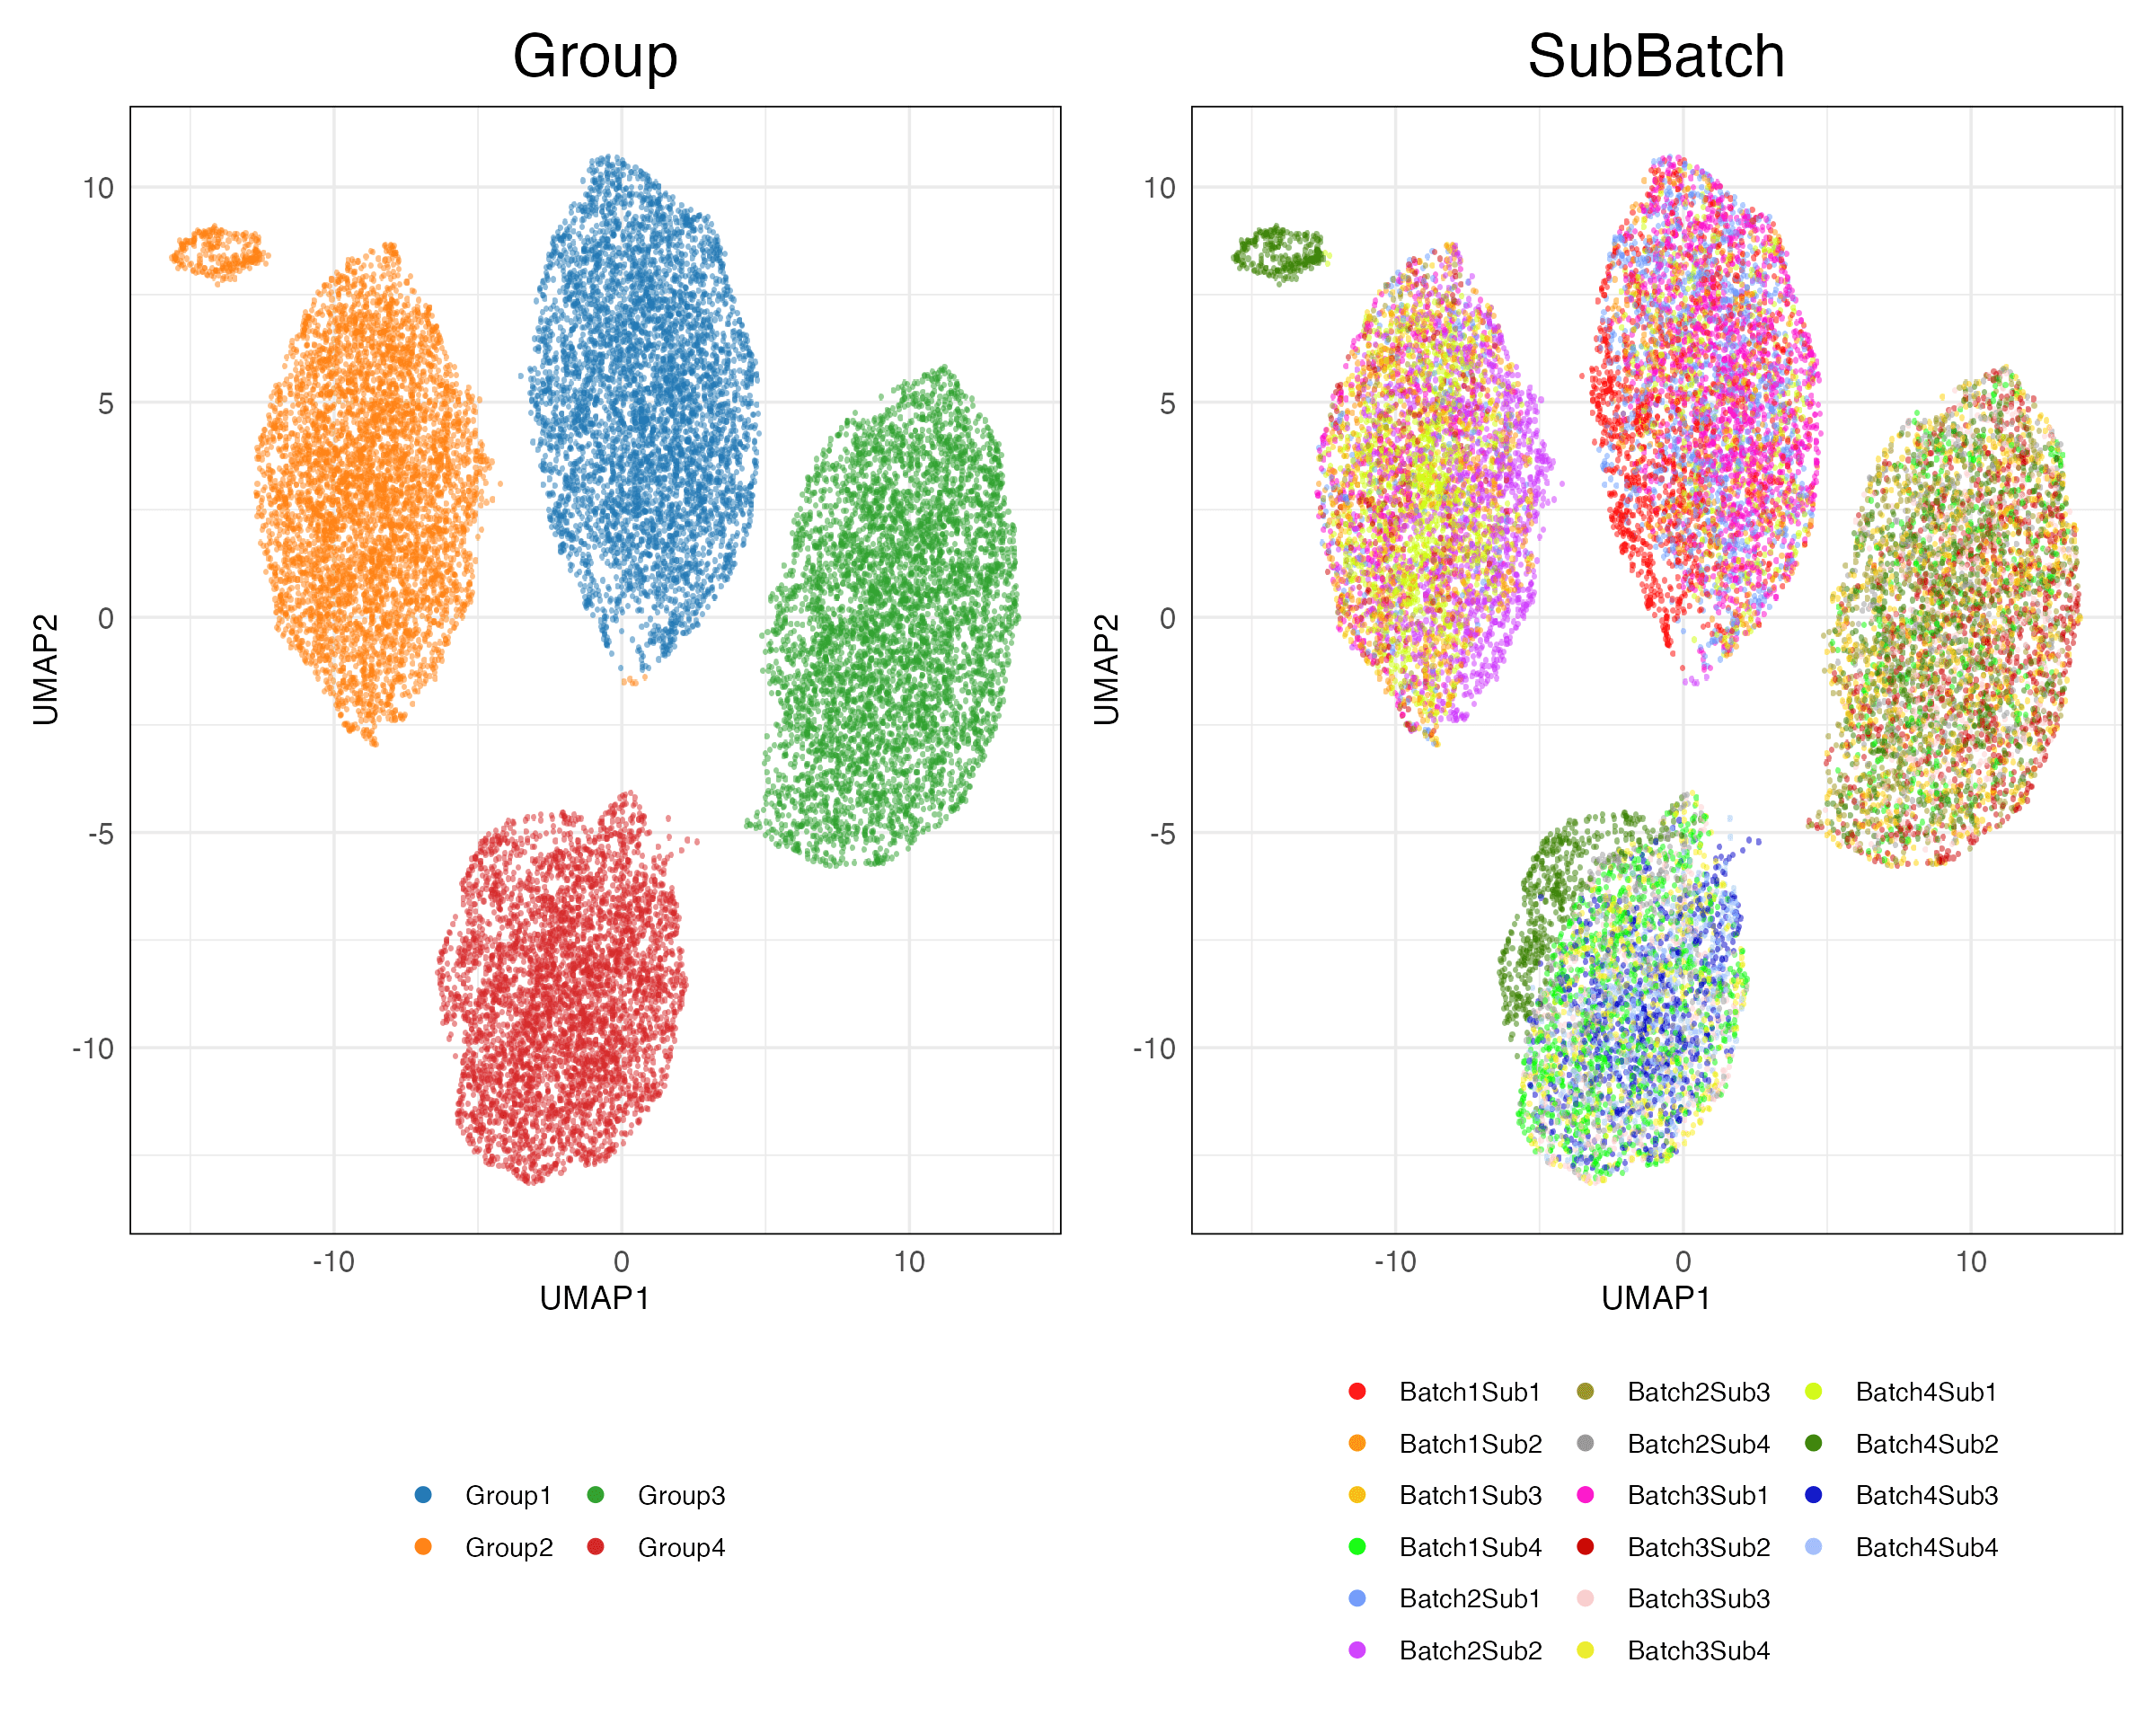 Group
10
5
0
-5
-10
UMAP2
-10 0 10
UMAP1
Group1 Group3
Group2 Group4
SubBatch
10
5
0
-5
-10
UMAP2
-10 0 10
UMAP1
Batch1Sub1 Batch2Sub3 Batch4Sub1
Batch1Sub2 Batch2Sub4 Batch4Sub2
Batch1Sub3 Batch3Sub1 Batch4Sub3
Batch1Sub4 Batch3Sub2 Batch4Sub4
Batch2Sub1 Batch3Sub3
Batch2Sub2 Batch3Sub4